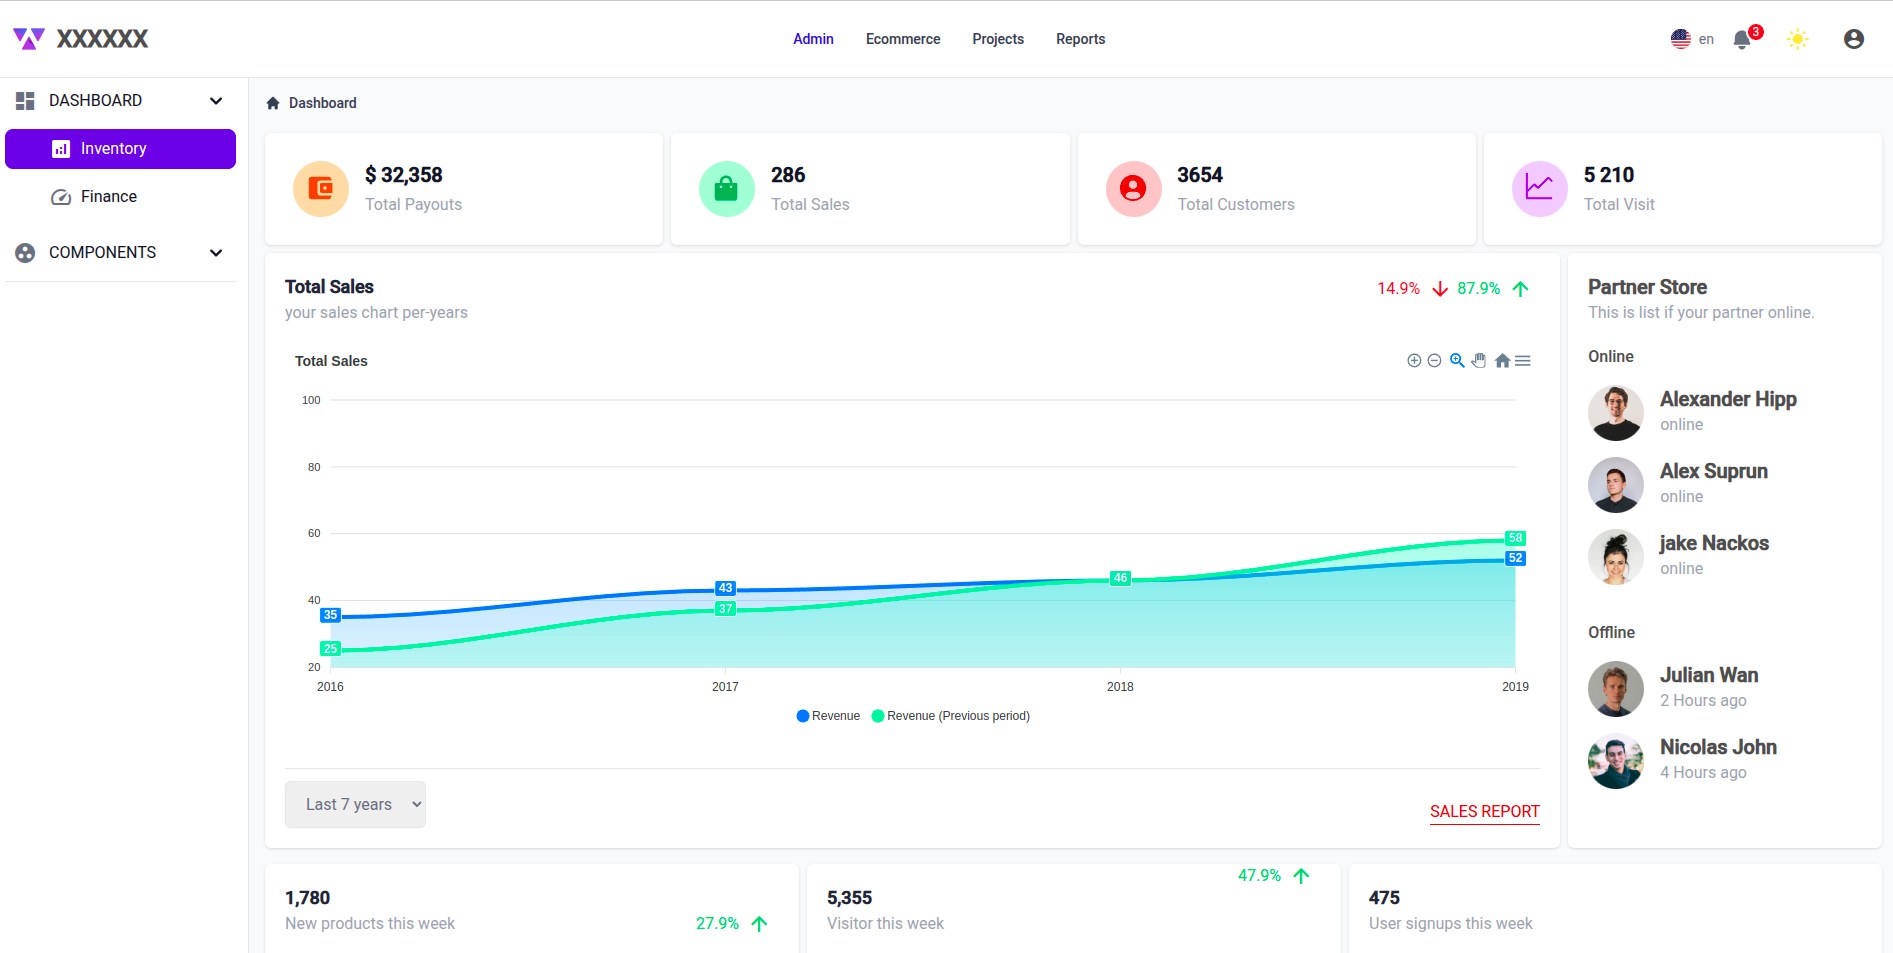 XXXXXX
Admin Ecommerce Projects Reports
en 3
DASHBOARD
Inventory
Finance
COMPONENTS
Dashboard
$ 32,358
Total Payouts
286
Total Sales
3654
Total Customers
5 210
Total Visit
Total Sales
your sales chart per-years
14.9% 87.9%
Total Sales
100
80
60
40
20
35
25
43
37
46
58
52
2016 2017 2018 2019
Revenue Revenue (Previous period)
Last 7 years
SALES REPORT
Partner Store
This is list if your partner online.
Online
Alexander Hipp
online
Alex Suprun
online
jake Nackos
online
Offline
Julian Wan
2 Hours ago
Nicolas John
4 Hours ago
1,780
New products this week
27.9%
5,355
Visitor this week
47.9%
475
User signups this week